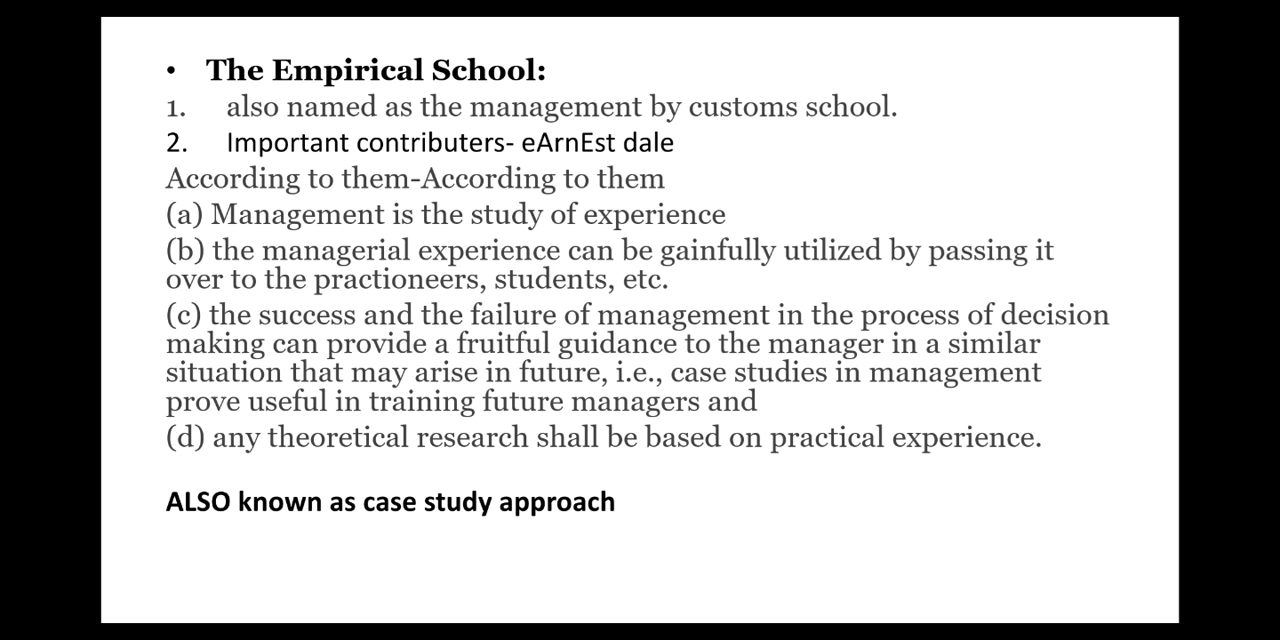 • The Empirical School:
1. also named as the management by customs school.
2. Important contributers- eArnEst dale
According to them-According to them
(a) Management is the study of experience
(b) the managerial experience can be gainfully utilized by passing it
over to the practioneers, students, etc.
(c) the success and the failure of management in the process of decision
making can provide a fruitful guidance to the manager in a similar
situation that may arise in future, i.e., case studies in management
prove useful in training future managers and
(d) any theoretical research shall be based on practical experience.
ALSO known as case study approach